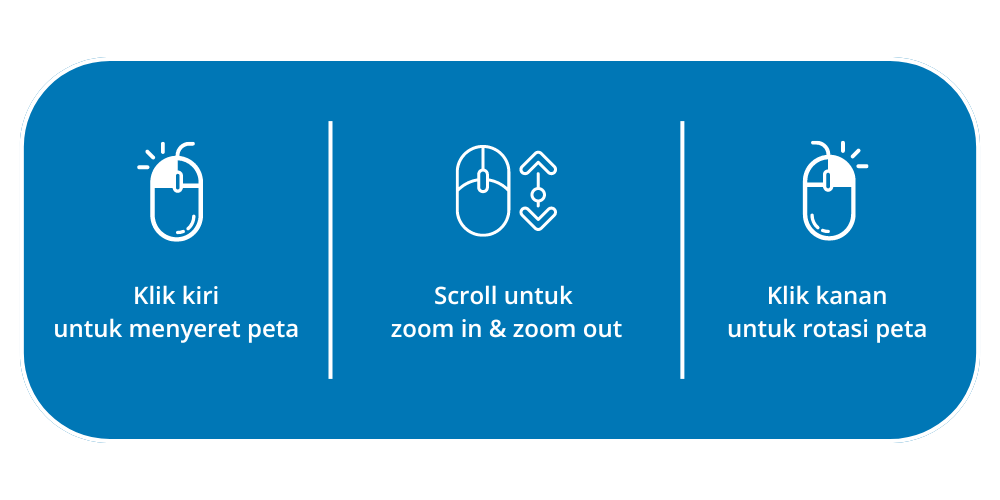 Klik kiri
untuk menyeret peta
Scroll untuk
zoom in & zoom out
Klik kanan
untuk rotasi peta